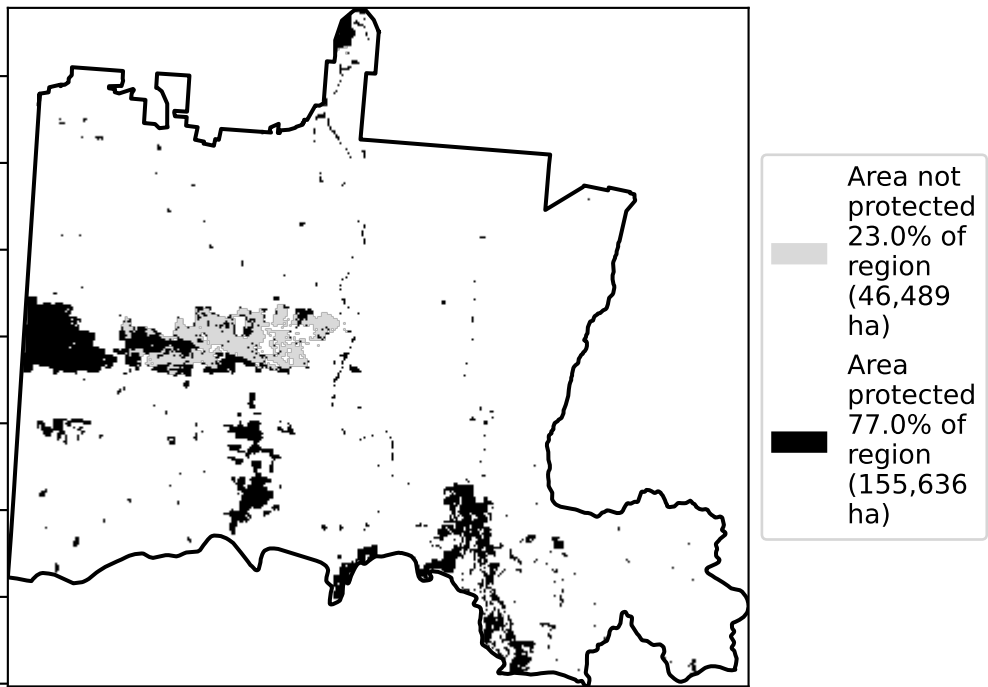 Area not
protected
23.0% of
region
(46,489
ha)
Area
protected
77.0% of
region
(155,636
ha)